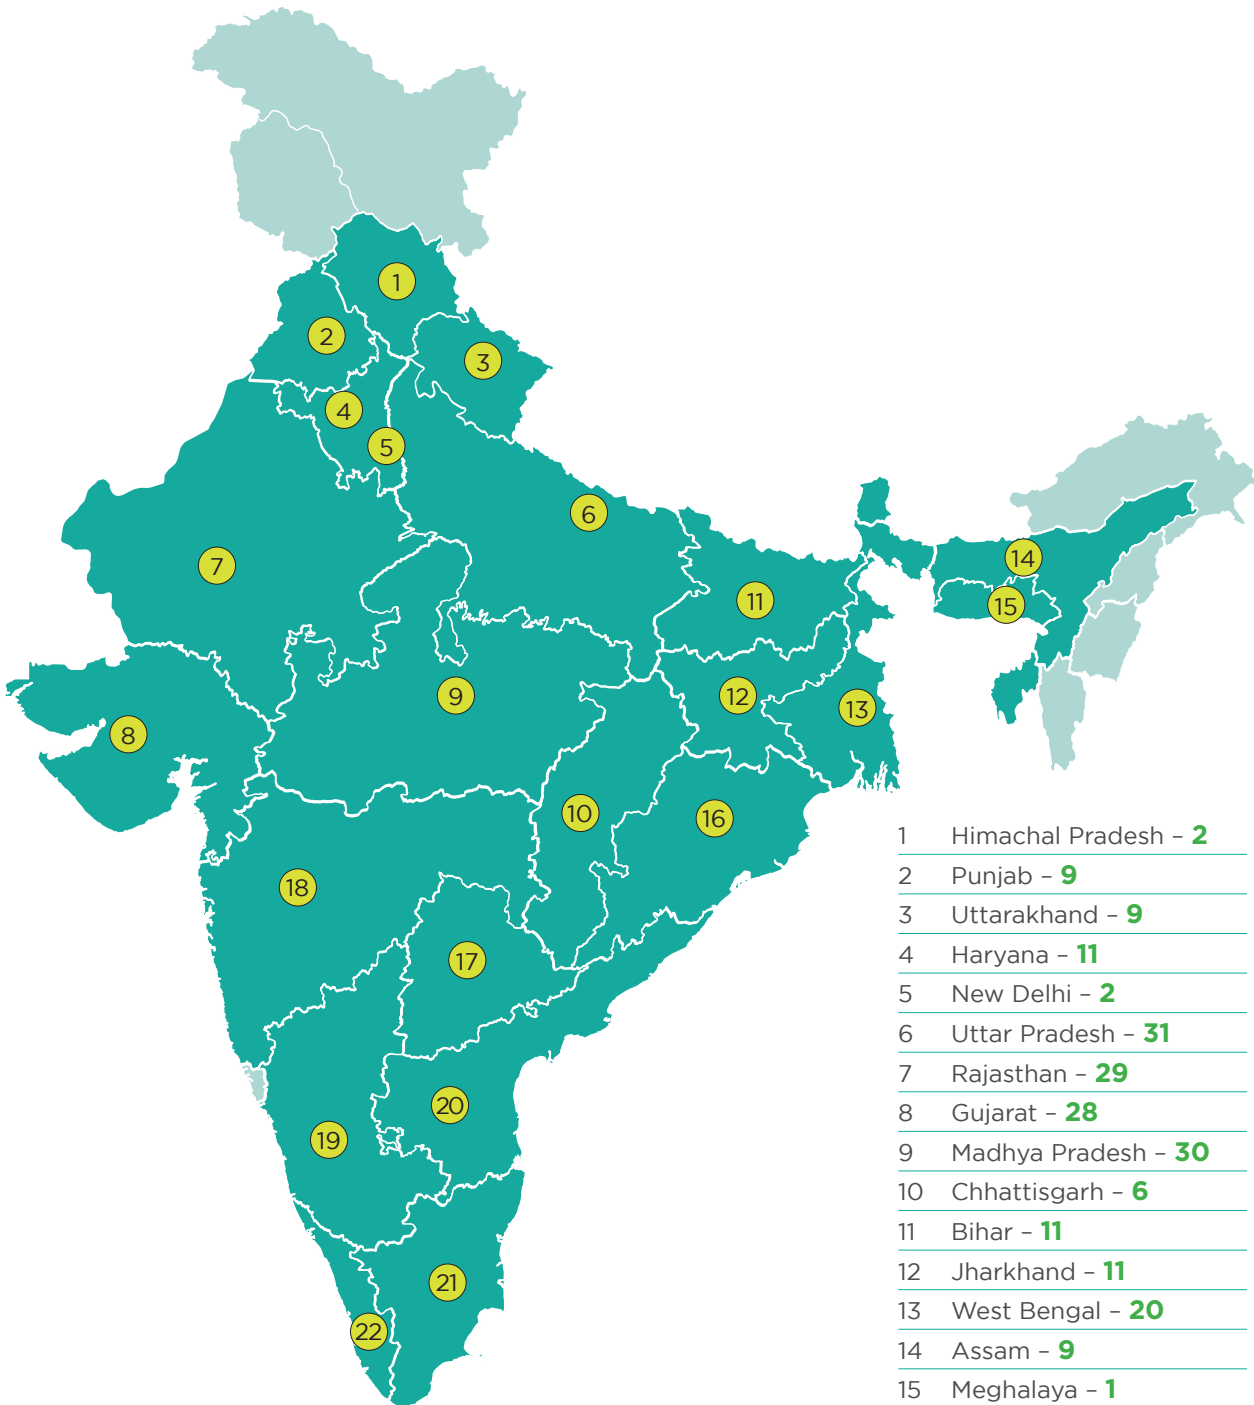 1
2
3
4
5
6
7
8
9
10
11
12
13
14
15
16
17
18
19
20
21
22
1 Himachal Pradesh – 2
2 Punjab – 9
3 Uttarakhand – 9
4 Haryana – 11
5 New Delhi – 2
6 Uttar Pradesh – 31
7 Rajasthan – 29
8 Gujarat – 28
9 Madhya Pradesh – 30
10 Chhattisgarh – 6
11 Bihar – 11
12 Jharkhand – 11
13 West Bengal – 20
14 Assam – 9
15 Meghalaya – 1